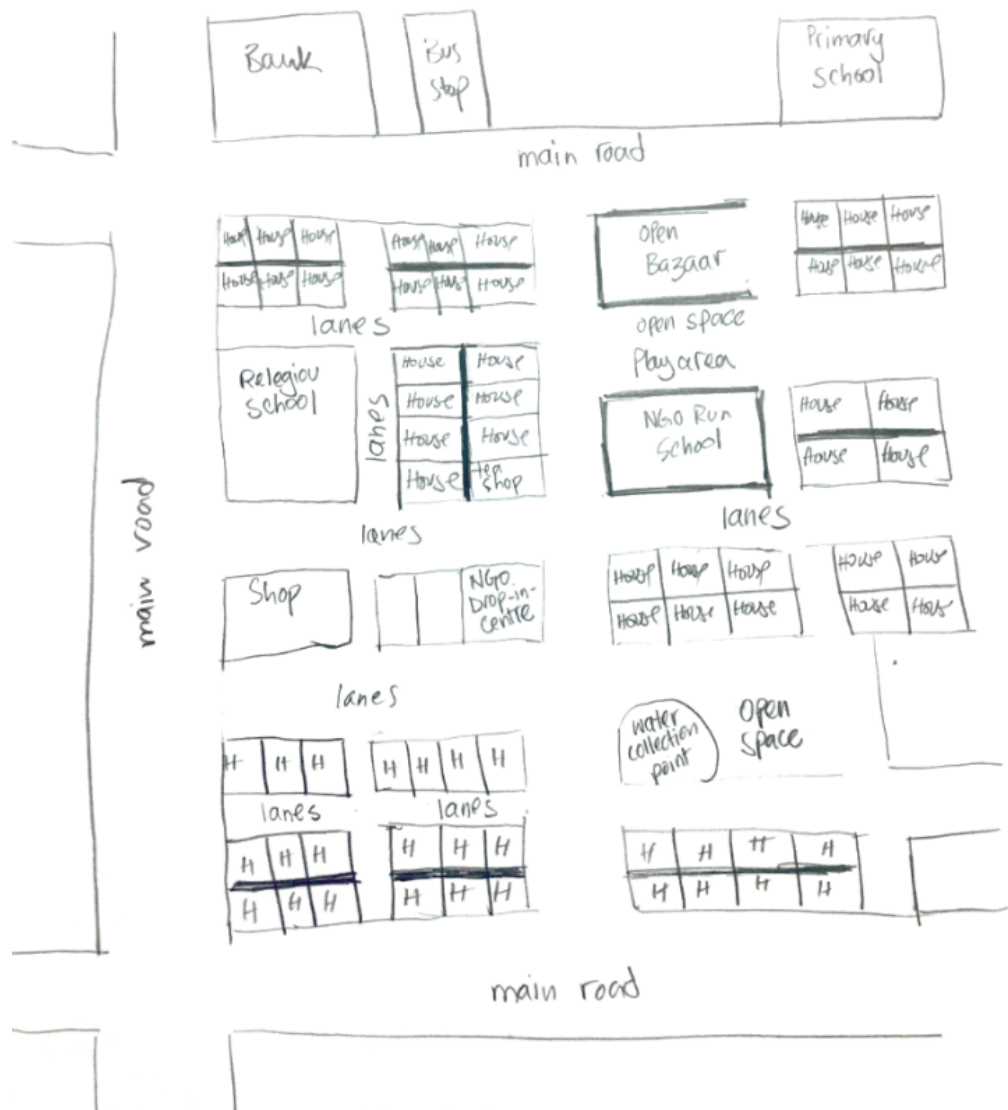 Bank
Bus
stop
Primary
School
main road
House House House
House House House
House House House
House House House
Open
Bazaar
House House House
House House House
lanes
open space
Play area
Relegiou
School
lanes
House House
House House
House House
House tea
shop
NGO Run
School
House House
House House
lanes
lanes
main road
Shop
NGO.
Drop-in-
centre
House House House
House House House
House House
House House
lanes
water
collection
point
open
space
H H H
H H H H
lanes
lanes
H H H
H H H
H H H
H H H
H H H H
H H H H
main road